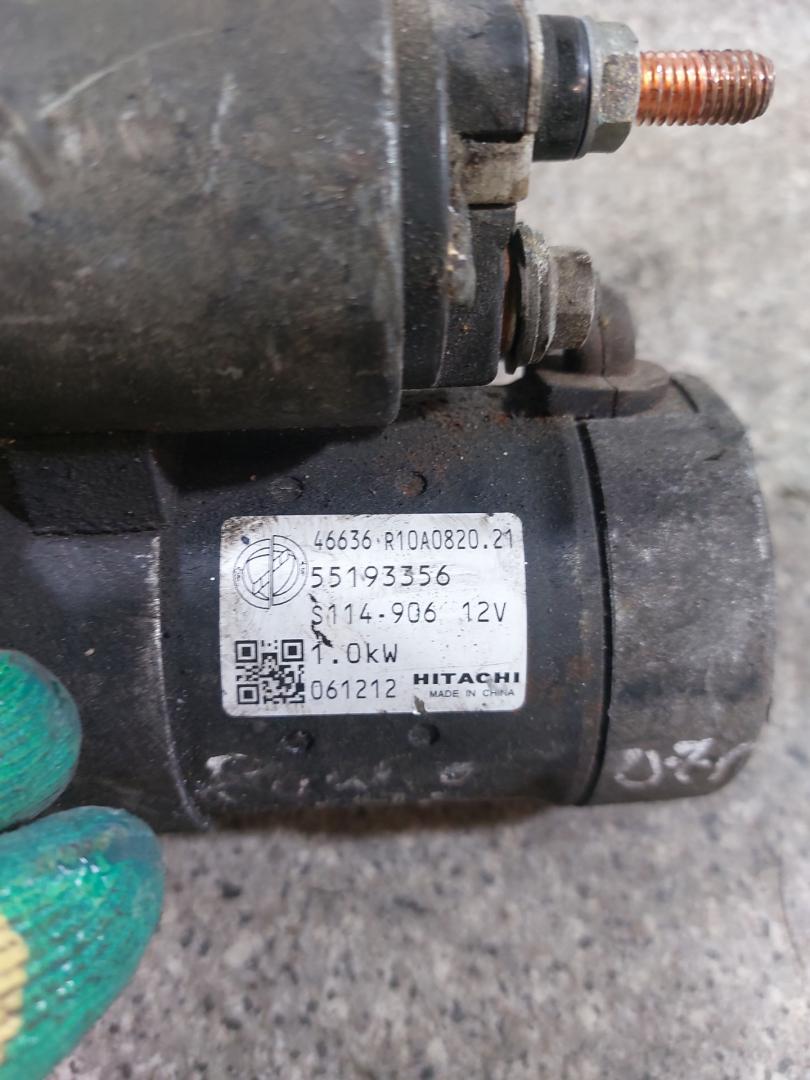 46636 R10A0820.21
55193356
S114-906 12V
1.0kW
061212 HITACHI
MADE IN CHINA